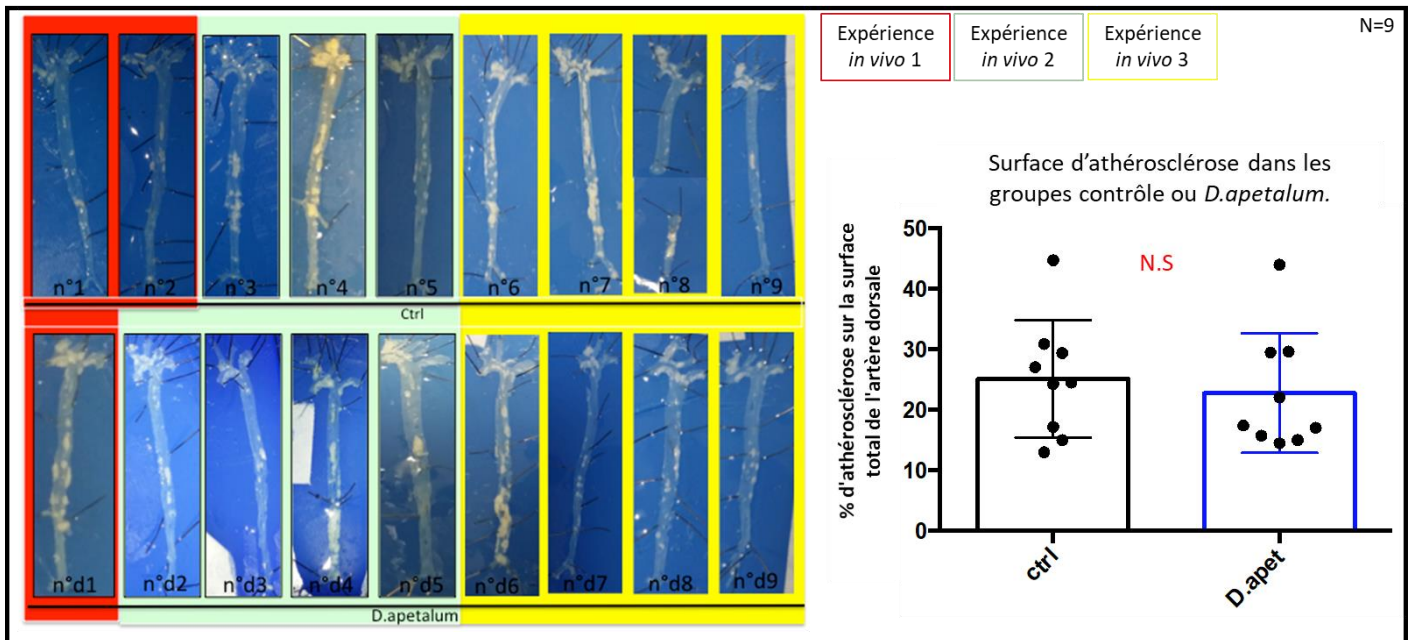 n°1
n°2
n°3
n°4
n°5
n°6
n°7
n°8
n°9
Ctrl
n°d1
n°d2
n°d3
n°d4
n°d5
n°d6
n°d7
n°d8
n°d9
D.apetalum
Expérience
in vivo 1
Expérience
in vivo 2
Expérience
in vivo 3
N=9
Surface d'athérosclérose dans les
groupes contrôle ou D.apetalum.
% d'athérosclérose sur la surface
total de l'artère dorsale
50
40
30
20
10
0
N.S
ctrl
D.apet